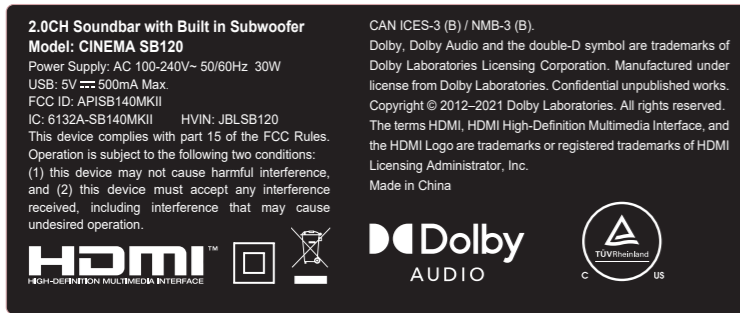 2.0CH Soundbar with Built in Subwoofer
Model: CINEMA SB120
Power Supply: AC 100-240V~ 50/60Hz 30W
USB: 5V ⎓ 500mA Max.
FCC ID: APISB140MKII
IC: 6132A-SB140MKII HVIN: JBLSB120
This device complies with part 15 of the FCC Rules.
Operation is subject to the following two conditions:
(1) this device may not cause harmful interference,
and (2) this device must accept any interference
received, including interference that may cause
undesired operation.
HDMI™
HIGH-DEFINITION MULTIMEDIA INTERFACE
CAN ICES-3 (B) / NMB-3 (B).
Dolby, Dolby Audio and the double-D symbol are trademarks of
Dolby Laboratories Licensing Corporation. Manufactured under
license from Dolby Laboratories. Confidential unpublished works.
Copyright © 2012–2021 Dolby Laboratories. All rights reserved.
The terms HDMI, HDMI High-Definition Multimedia Interface, and
the HDMI Logo are trademarks or registered trademarks of HDMI
Licensing Administrator, Inc.
Made in China
Dolby
AUDIO
TÜVRheinland
C US